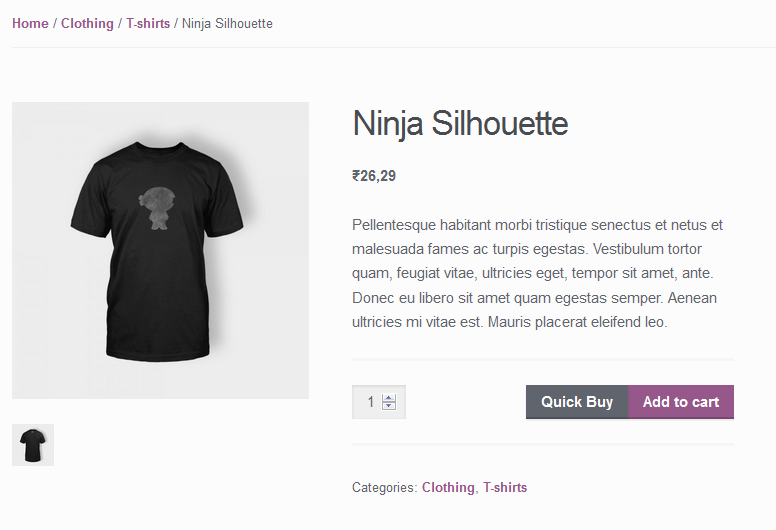 Home / Clothing / T-shirts / Ninja Silhouette
Ninja Silhouette
₹26,29
Pellentesque habitant morbi tristique senectus et netus et
malesuada fames ac turpis egestas. Vestibulum tortor
quam, feugiat vitae, ultricies eget, tempor sit amet, ante.
Donec eu libero sit amet quam egestas semper. Aenean
ultricies mi vitae est. Mauris placerat eleifend leo.
1
Quick Buy
Add to cart
Categories: Clothing, T-shirts